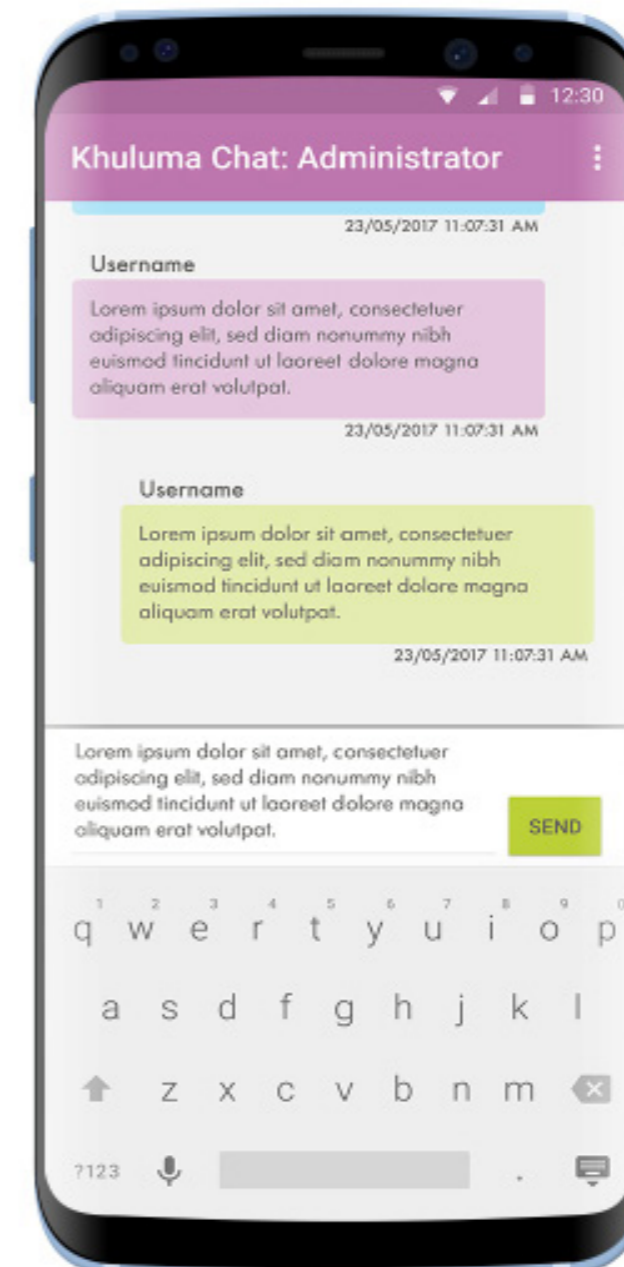 12:30
Khuluma Chat: Administrator
23/05/2017 11:07:31 AM
Username
Lorem ipsum dolor sit amet, consectetuer
adipiscing elit, sed diam nonummy nibh
euismod tincidunt ut laoreet dolore magna
aliquam erat volutpat.
23/05/2017 11:07:31 AM
Username
Lorem ipsum dolor sit amet, consectetuer
adipiscing elit, sed diam nonummy nibh
euismod tincidunt ut laoreet dolore magna
aliquam erat volutpat.
23/05/2017 11:07:31 AM
Lorem ipsum dolor sit amet, consectetuer
adipiscing elit, sed diam nonummy nibh
euismod tincidunt ut laoreet dolore magna
aliquam erat volutpat.
SEND
1 2 3 4 5 6 7 8 9 0
q w e r t y u i o p
a s d f g h j k l
z x c v b n m
?123 .